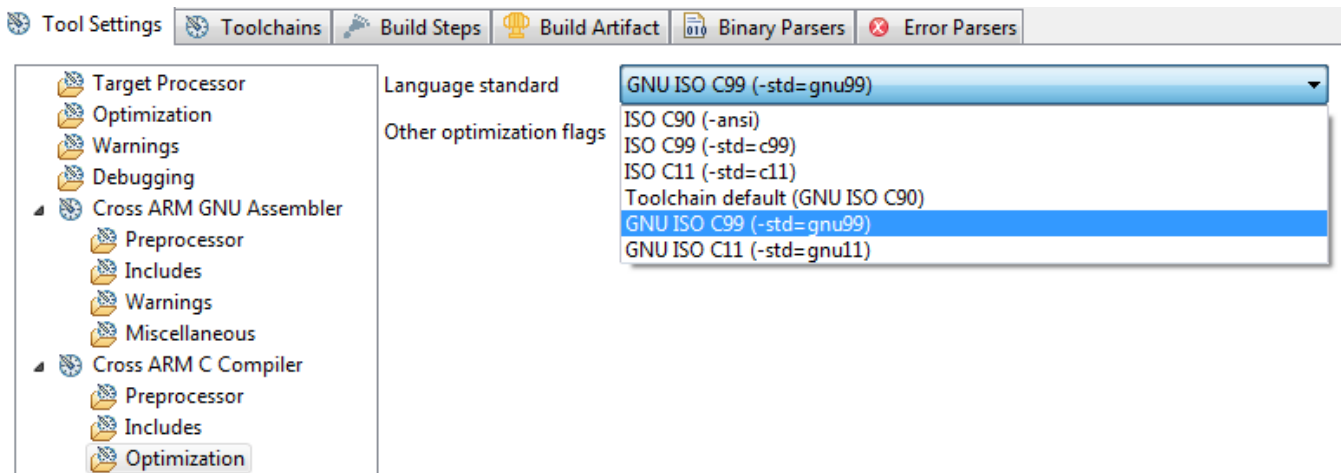 Tool Settings Toolchains Build Steps Build Artifact Binary Parsers Error Parsers
Target Processor
Optimization
Warnings
Debugging
Cross ARM GNU Assembler
Preprocessor
Includes
Warnings
Miscellaneous
Cross ARM C Compiler
Preprocessor
Includes
Optimization
Language standard GNU ISO C99 (-std=gnu99)
Other optimization flags
ISO C90 (-ansi)
ISO C99 (-std=c99)
ISO C11 (-std=c11)
Toolchain default (GNU ISO C90)
GNU ISO C99 (-std=gnu99)
GNU ISO C11 (-std=gnu11)